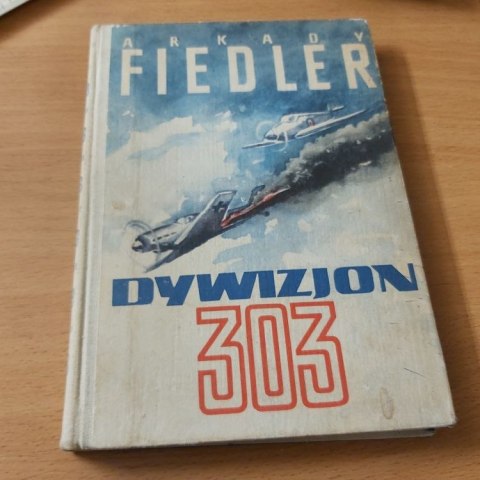 ARKADY
FIEDLER
DYWIZJON
303